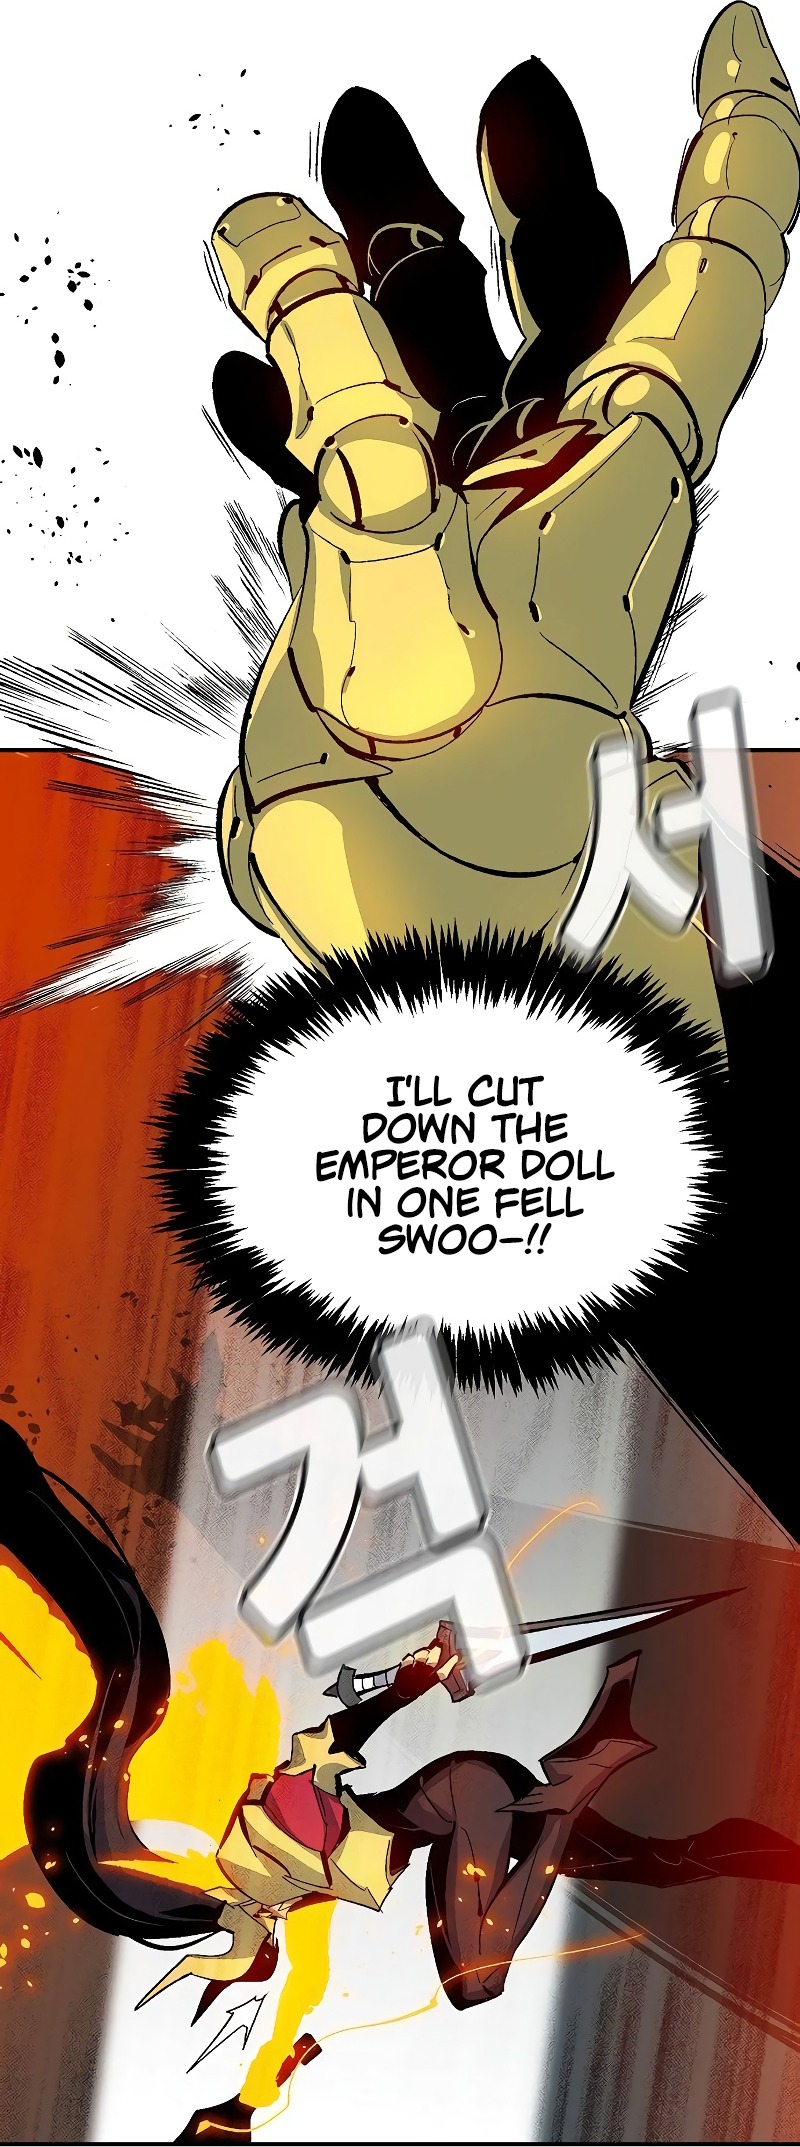 서
I'LL CUT
DOWN THE
EMPEROR DOLL
IN ONE FELL
SWOO-!!
걱